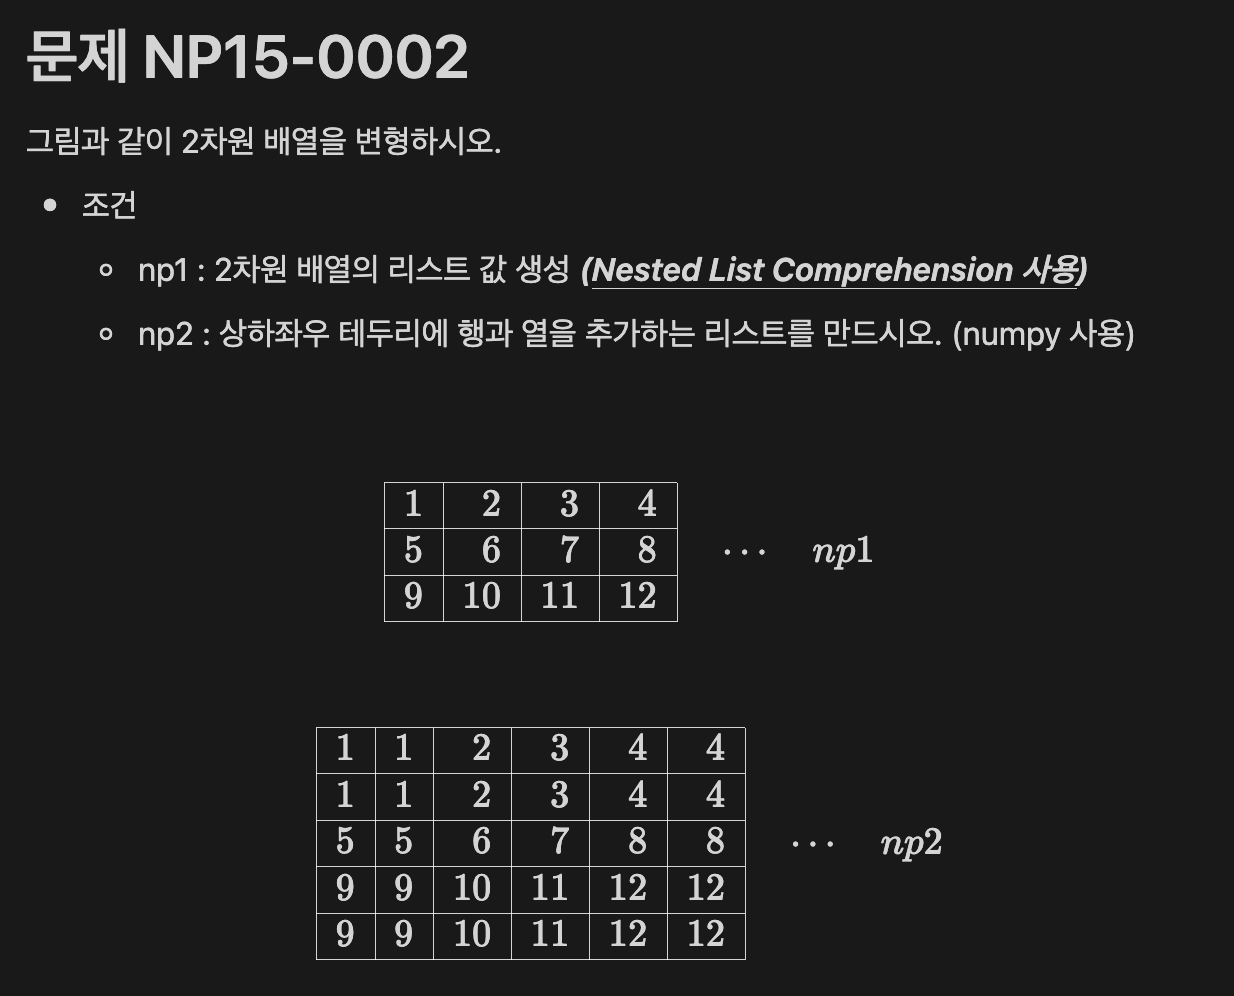 문제 NP15-0002
그림과 같이 2차원 배열을 변형하시오.
조건
np1 : 2차원 배열의 리스트 값 생성 (Nested List Comprehension 사용)
np2 : 상하좌우 테두리에 행과 열을 추가하는 리스트를 만드시오. (numpy 사용)
1 2 3 4
5 6 7 8 ··· np1
9 10 11 12
1 1 2 3 4 4
1 1 2 3 4 4
5 5 6 7 8 8 ··· np2
9 9 10 11 12 12
9 9 10 11 12 12